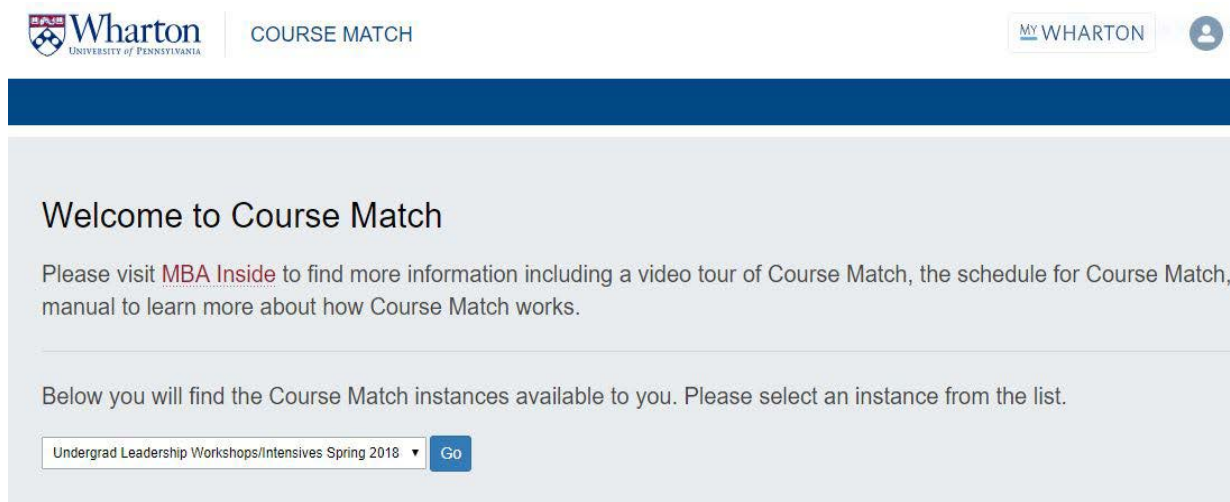 Wharton
UNIVERSITY of PENNSYLVANIA
COURSE MATCH
MY WHARTON
Welcome to Course Match
Please visit MBA Inside to find more information including a video tour of Course Match, the schedule for Course Match,
manual to learn more about how Course Match works.
Below you will find the Course Match instances available to you. Please select an instance from the list.
Undergrad Leadership Workshops/Intensives Spring 2018
Go